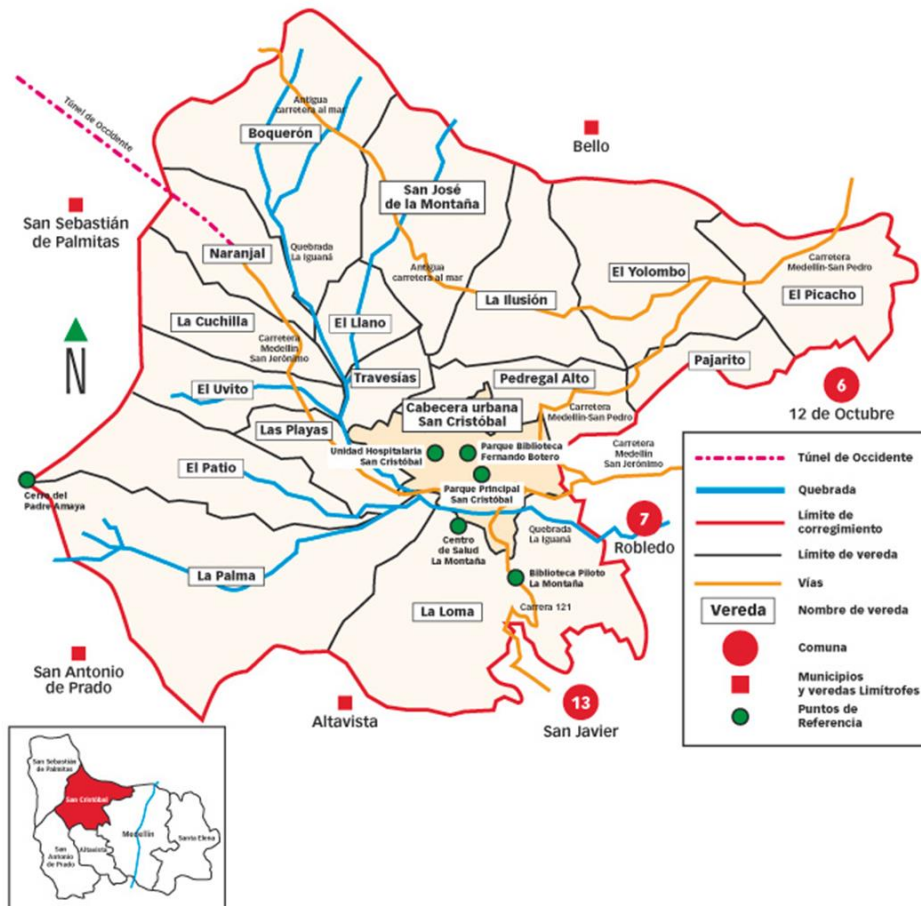 Antigua
carretera al mar
Túnel de Occidente
Boquerón
Bello
San José
de la Montaña
San Sebastián
de Palmitas
Naranjal
Quebrada
La Iguaná
Antigua
carretera al mar
El Yolombo
Carretera
Medellín-San Pedro
La Ilusión
El Picacho
N
La Cuchilla
El Llano
Carretera
Medellín
San Jerónimo
Pajarito
Travesías
Pedregal Alto
El Uvito
6
12 de Octubre
Cabecera urbana
San Cristóbal
Carretera
Medellín-San Pedro
Las Playas
Unidad Hospitalaria
San Cristóbal
Parque Biblioteca
Fernando Botero
Carretera
Medellín
San Jerónimo
El Patio
Parque Principal
San Cristóbal
Cerro del
Padre Amaya
Centro
de Salud
La Montaña
Quebrada
La Iguaná
7
Robledo
La Palma
Biblioteca Piloto
La Montaña
La Loma
Carrera 121
San Antonio
de Prado
Altavista
13
San Javier
Túnel de Occidente
Quebrada
Límite de
corregimiento
Límite de vereda
Vías
Vereda
Nombre de vereda
Comuna
Municipios
y veredas Limítrofes
Puntos de
Referencia
San Sebastián
de Palmitas
San Cristóbal
Medellín
Santa Elena
San
Antonio
de Prado
Altavista